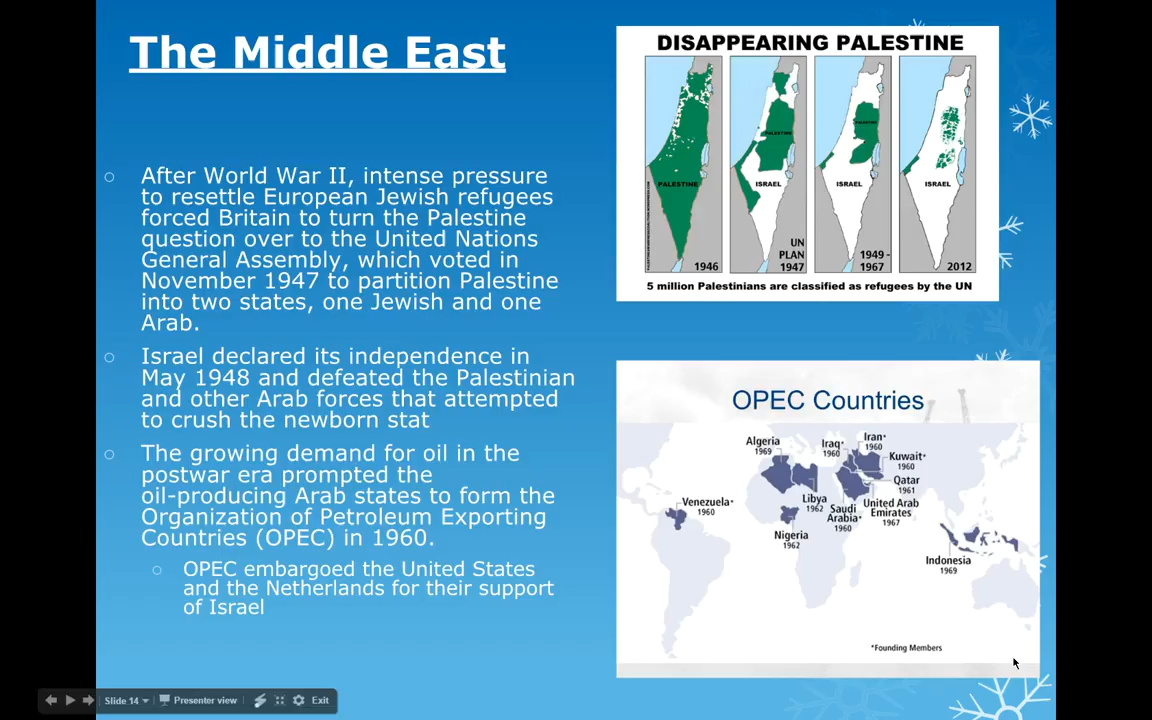 The Middle East
After World War II, intense pressure
to resettle European Jewish refugees
forced Britain to turn the Palestine
question over to the United Nations
General Assembly, which voted in
November 1947 to partition Palestine
into two states, one Jewish and one
Arab.
Israel declared its independence in
May 1948 and defeated the Palestinian
and other Arab forces that attempted
to crush the newborn stat
The growing demand for oil in the
postwar era prompted the
oil-producing Arab states to form the
Organization of Petroleum Exporting
Countries (OPEC) in 1960.
OPEC embargoed the United States
and the Netherlands for their support
of Israel
DISAPPEARING PALESTINE
PALESTINE
1946
PALESTINE
ISRAEL
UN
PLAN
1947
PALESTINE
ISRAEL
1949 -
1967
ISRAEL
2012
5 million Palestinians are classified as refugees by the UN
OPEC Countries
Algeria
1969
Iraq*
1960
Iran*
1960
Kuwait*
1960
Qatar
1961
United Arab
Emirates
1967
Libya
1962
Saudi
Arabia*
1960
Venezuela*
1960
Nigeria
1962
Indonesia
1969
*Founding Members
Slide 14
Presenter view
Exit